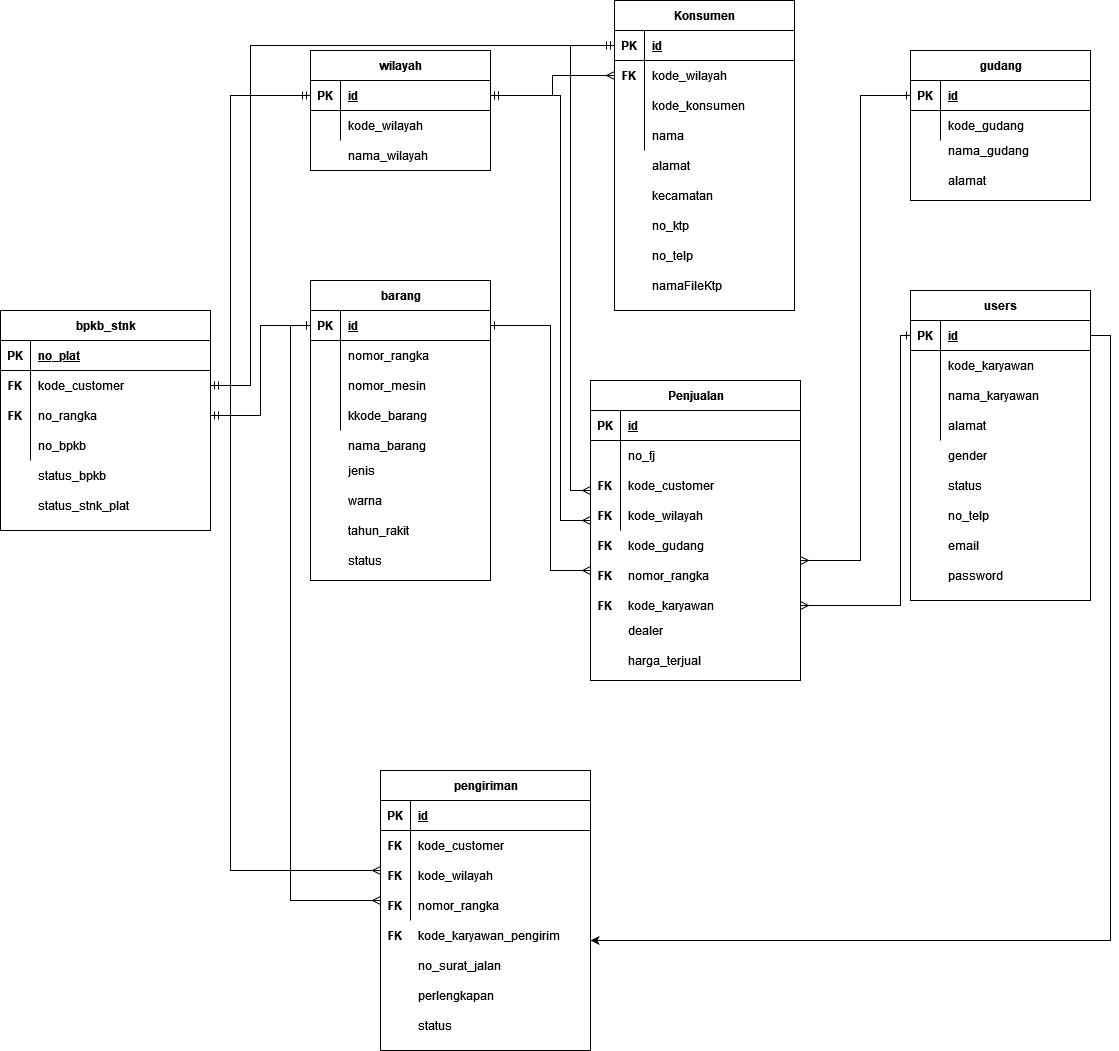 Konsumen
PK id
FK kode_wilayah
kode_konsumen
nama
alamat
kecamatan
no_ktp
no_telp
namaFileKtp
wilayah
PK id
kode_wilayah
nama_wilayah
gudang
PK id
kode_gudang
nama_gudang
alamat
barang
PK id
nomor_rangka
nomor_mesin
kkode_barang
nama_barang
jenis
warna
tahun_rakit
status
users
PK id
kode_karyawan
nama_karyawan
alamat
gender
status
no_telp
email
password
bpkb_stnk
PK no_plat
FK kode_customer
FK no_rangka
no_bpkb
status_bpkb
status_stnk_plat
Penjualan
PK id
no_fj
FK kode_customer
FK kode_wilayah
FK kode_gudang
FK nomor_rangka
FK kode_karyawan
dealer
harga_terjual
pengiriman
PK id
FK kode_customer
FK kode_wilayah
FK nomor_rangka
FK kode_karyawan_pengirim
no_surat_jalan
perlengkapan
status